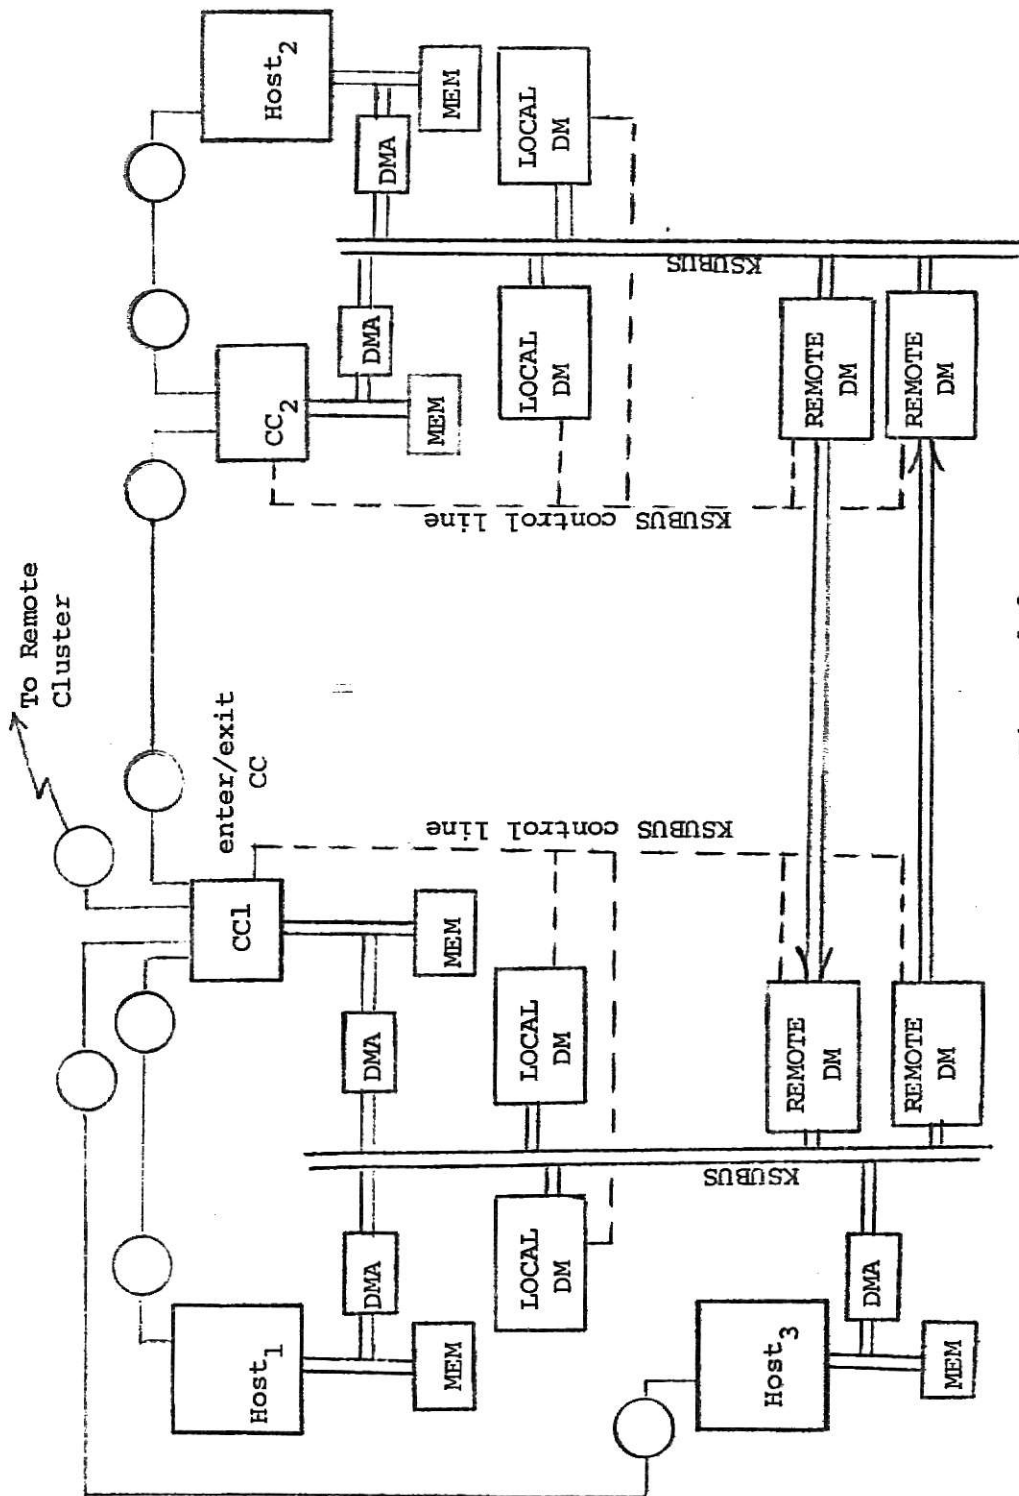 To Remote
Cluster
enter/exit
CC
Host1
CC1
CC2
Host2
DMA
DMA
DMA
DMA
MEM
MEM
MEM
MEM
LOCAL
DM
LOCAL
DM
LOCAL
DM
LOCAL
DM
KSUBUS control line
KSUBUS control line
KSUBUS
KSUBUS
Host3
DMA
MEM
REMOTE
DM
REMOTE
DM
REMOTE
DM
REMOTE
DM